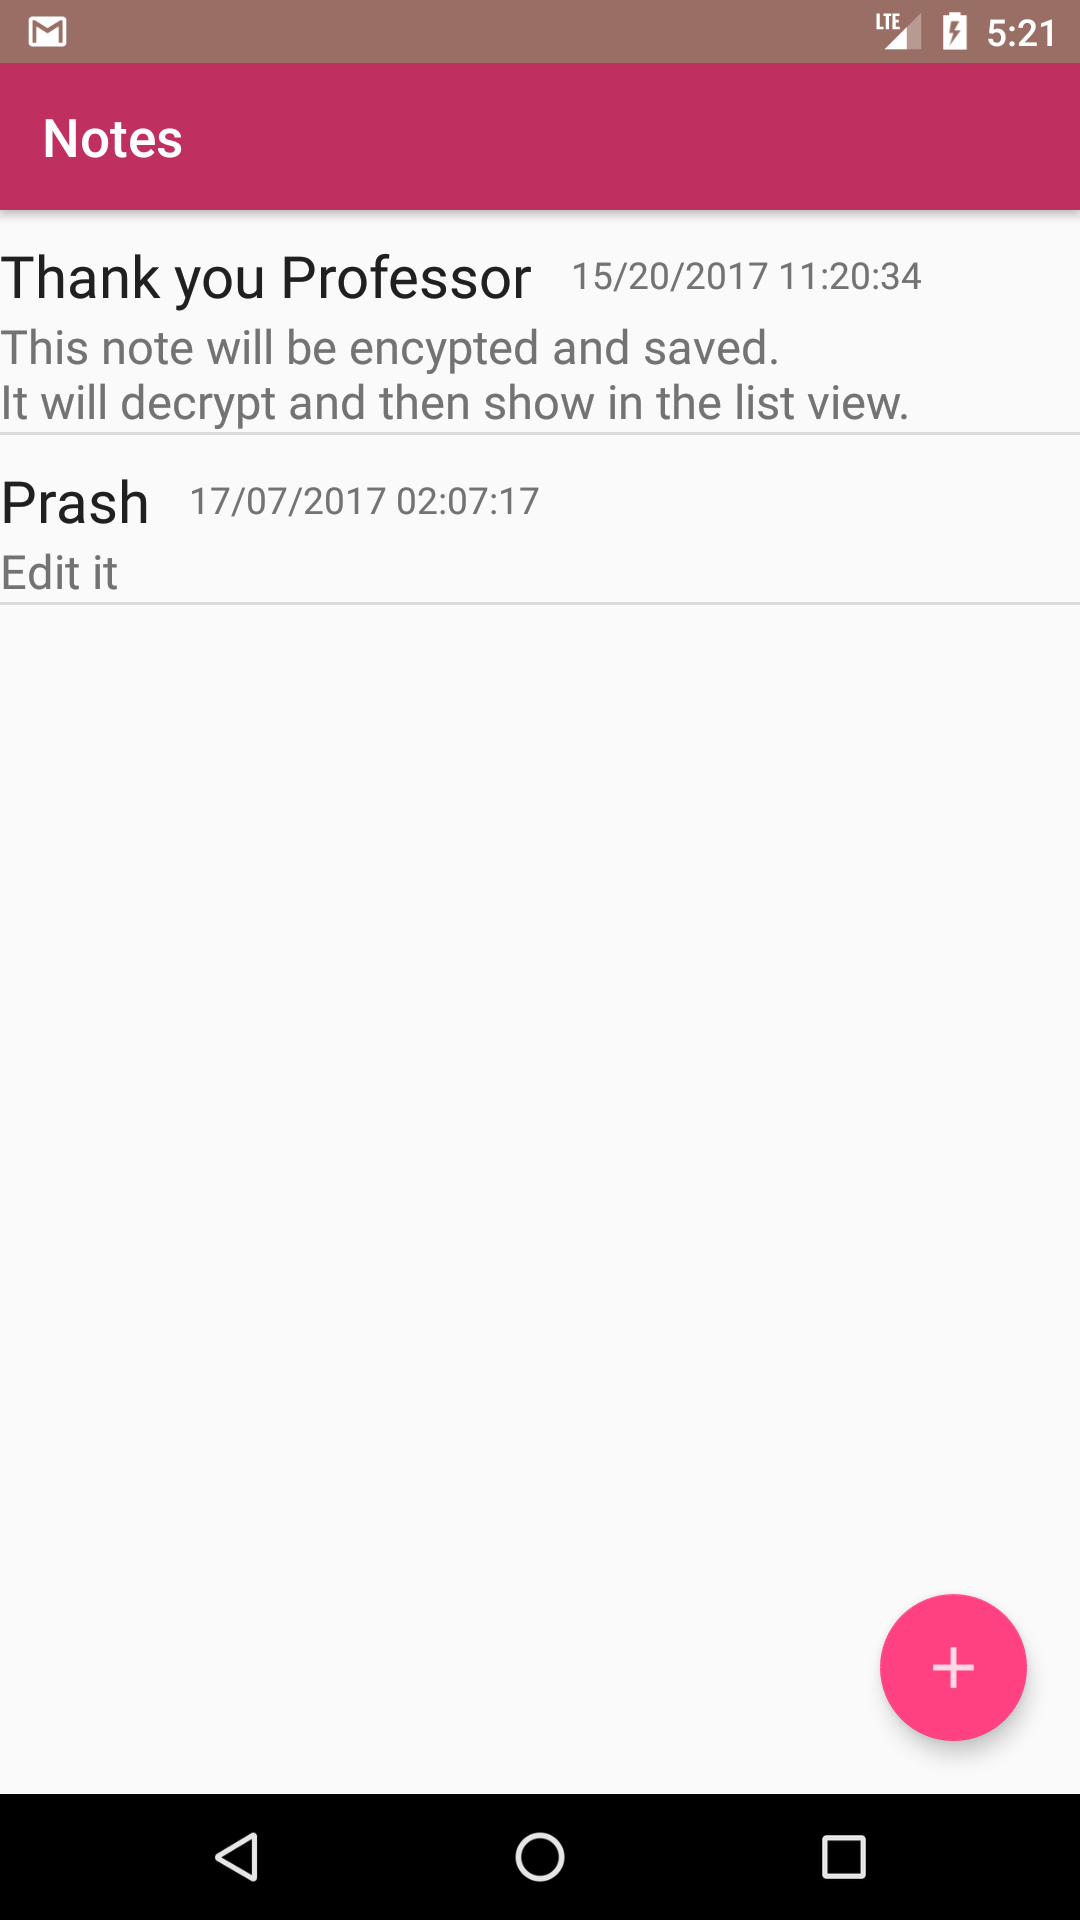 LTE 5:21
Notes
Thank you Professor 15/20/2017 11:20:34
This note will be encypted and saved.
It will decrypt and then show in the list view.
Prash 17/07/2017 02:07:17
Edit it